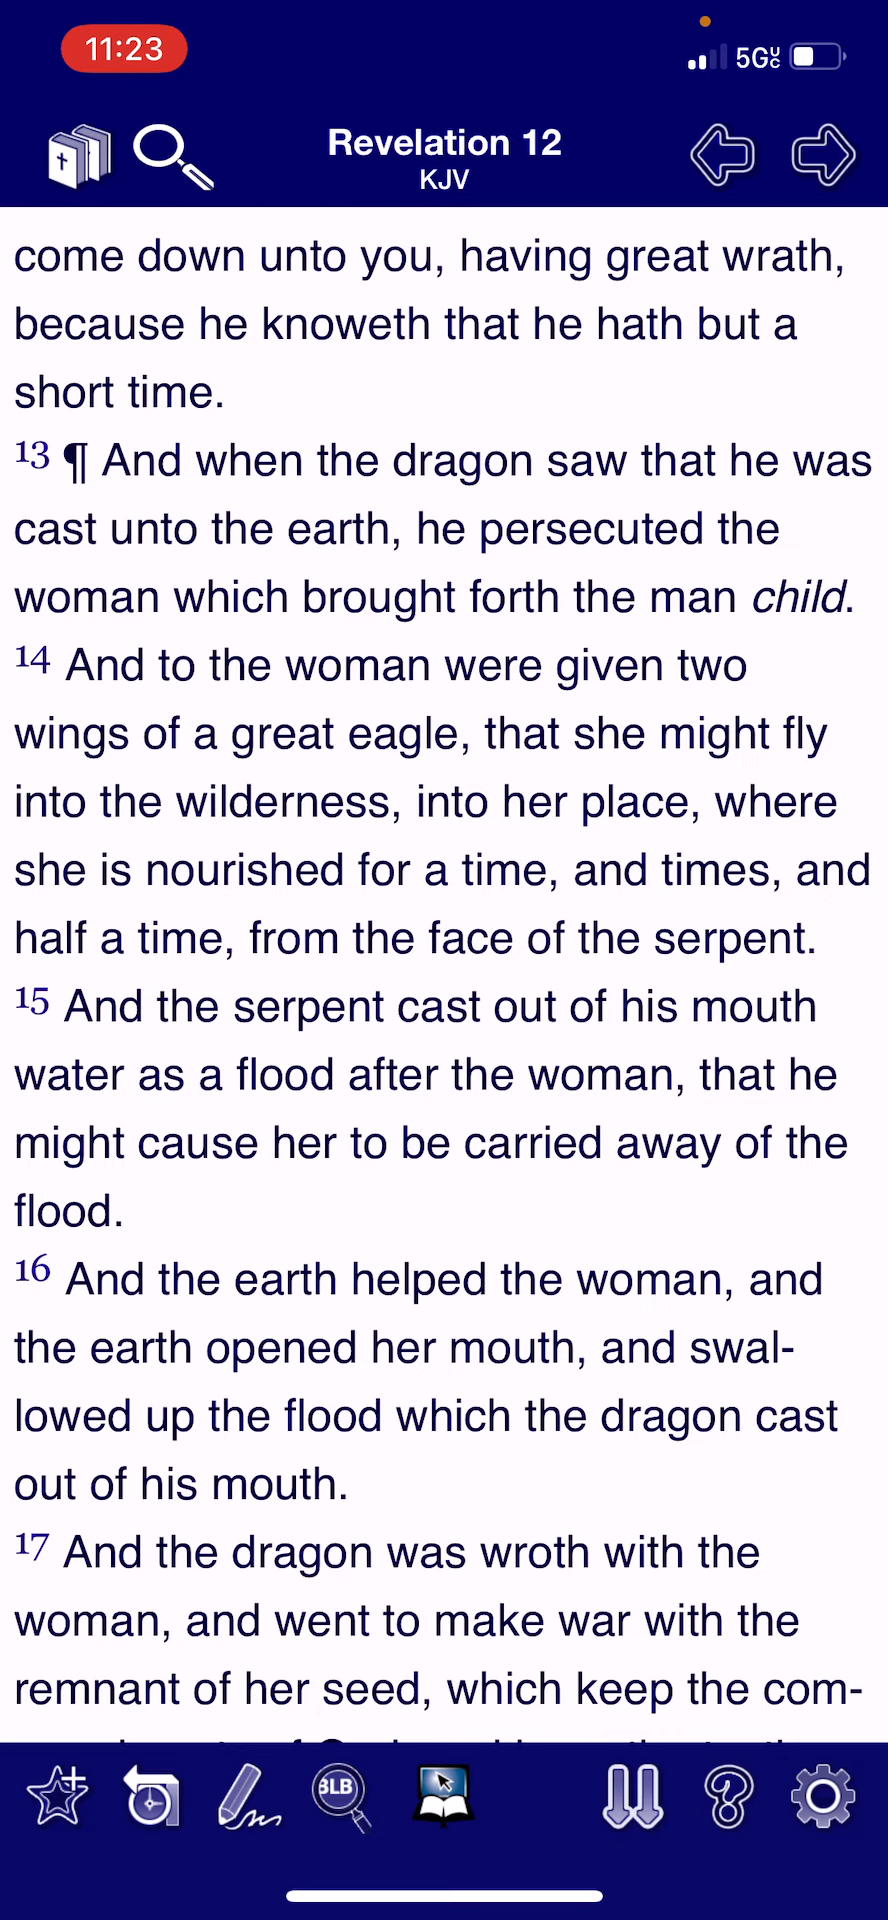 11:23
5G
Revelation 12
KJV
come down unto you, having great wrath,
because he knoweth that he hath but a
short time.
13 ¶ And when the dragon saw that he was
cast unto the earth, he persecuted the
woman which brought forth the man child.
14 And to the woman were given two
wings of a great eagle, that she might fly
into the wilderness, into her place, where
she is nourished for a time, and times, and
half a time, from the face of the serpent.
15 And the serpent cast out of his mouth
water as a flood after the woman, that he
might cause her to be carried away of the
flood.
16 And the earth helped the woman, and
the earth opened her mouth, and swal-
lowed up the flood which the dragon cast
out of his mouth.
17 And the dragon was wroth with the
woman, and went to make war with the
remnant of her seed, which keep the com-
BLB